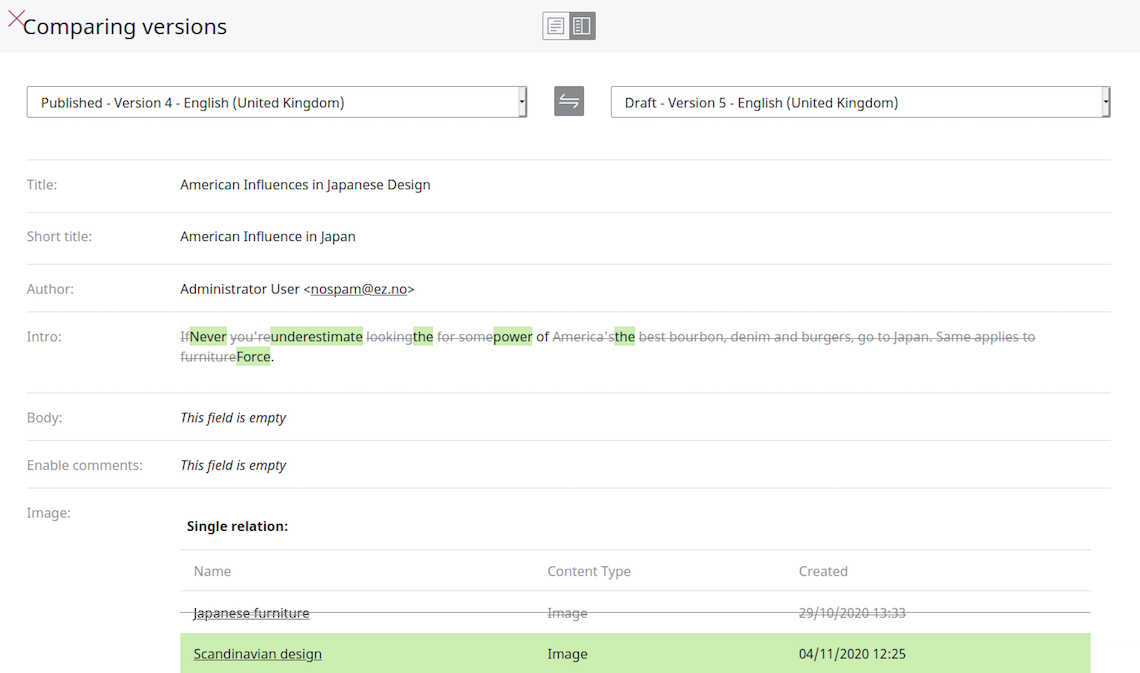 Comparing versions
Published - Version 4 - English (United Kingdom)
Draft - Version 5 - English (United Kingdom)
Title: American Influences in Japanese Design
Short title: American Influence in Japan
Author: Administrator User <nospam@ez.no>
Intro: IfNever you'reunderestimate lookingthe for somepower of America'sthe best bourbon, denim and burgers, go to Japan. Same applies to
furnitureForce.
Body: This field is empty
Enable comments: This field is empty
Image:
Single relation:
Name Content Type Created
Japanese furniture Image 29/10/2020 13:33
Scandinavian design Image 04/11/2020 12:25